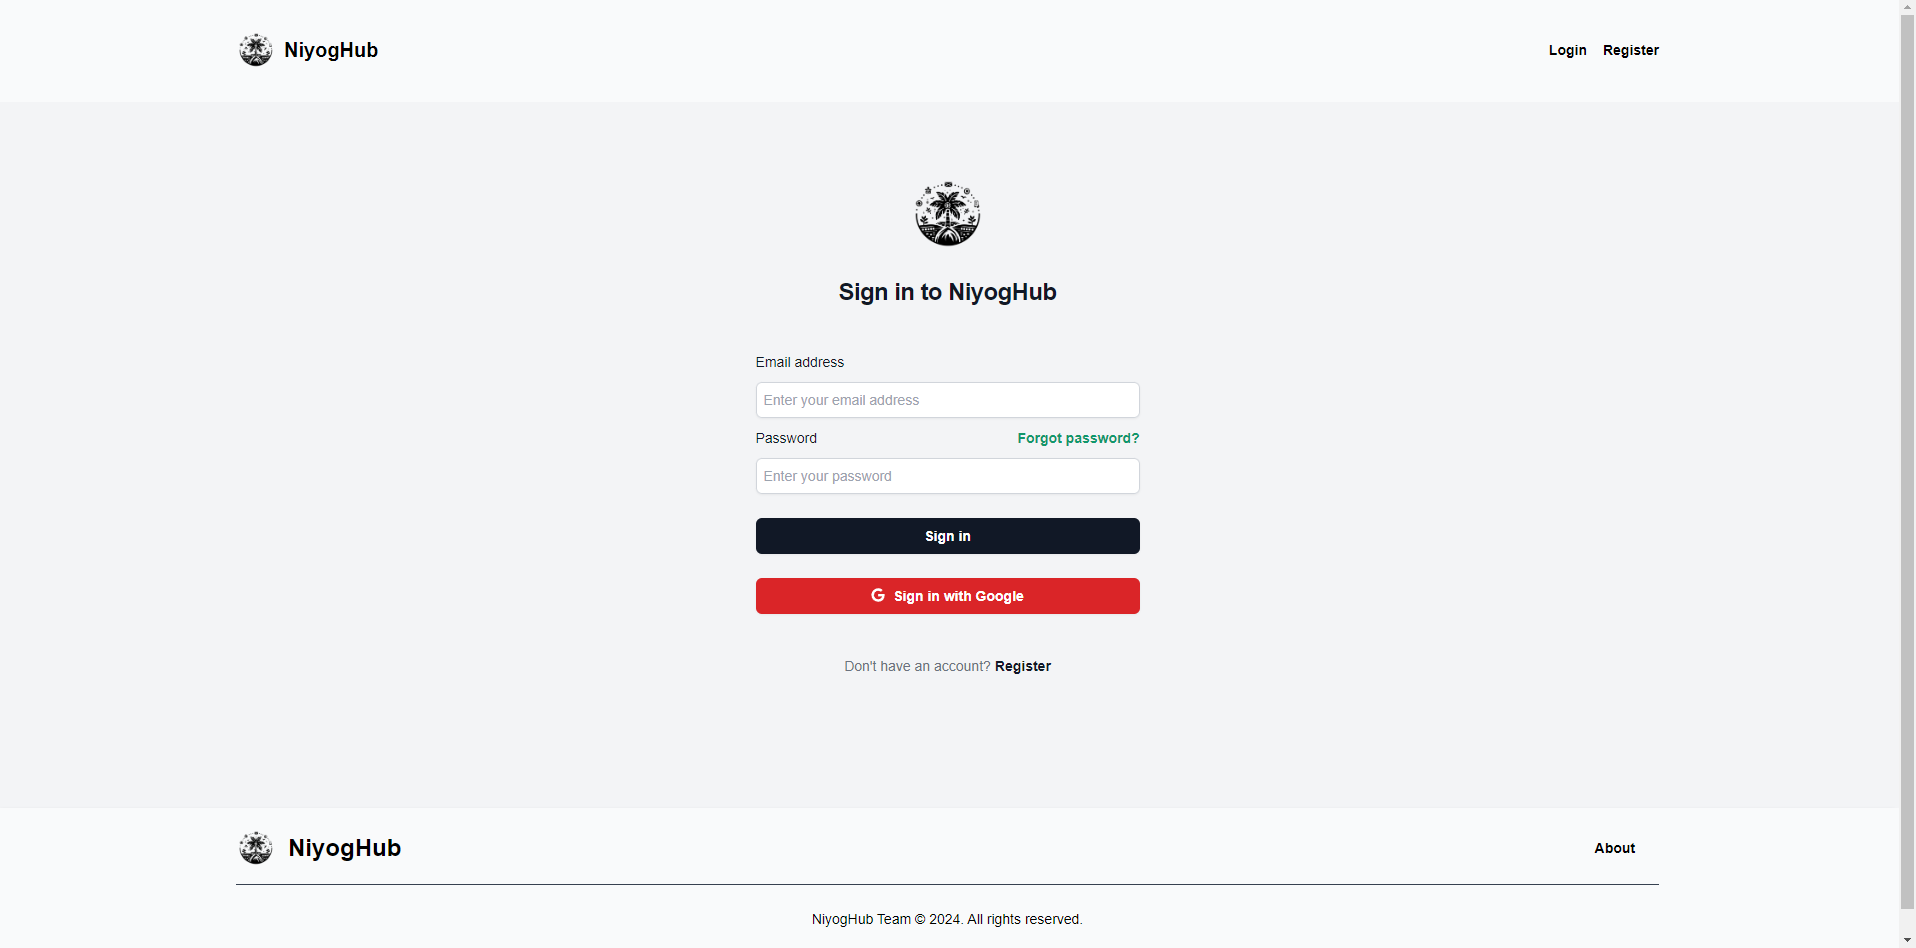 NiyogHub
Login Register
Sign in to NiyogHub
Email address
Enter your email address
Password Forgot password?
Enter your password
Sign in
G Sign in with Google
Don't have an account? Register
NiyogHub
About
NiyogHub Team © 2024. All rights reserved.